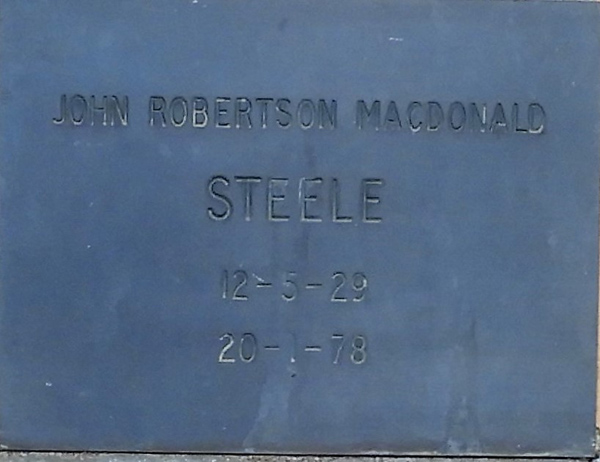 JOHN ROBERTSON MACDONALD
STEELE
12-5-29
20-1-78